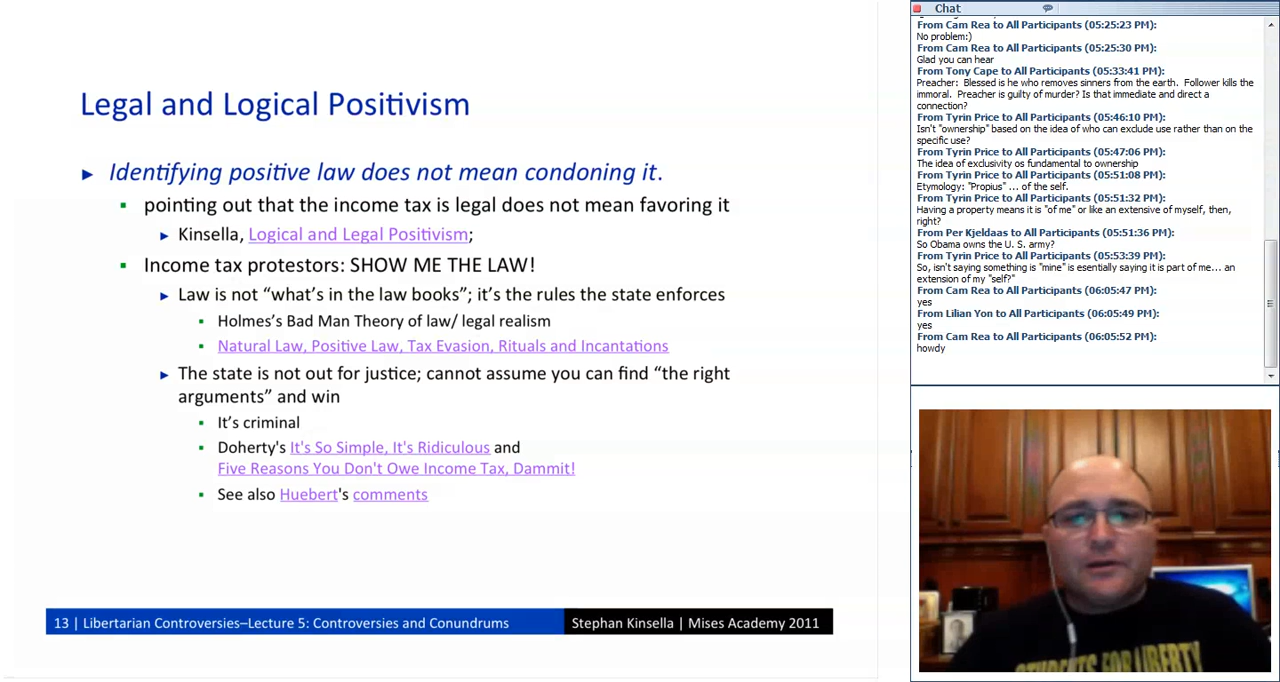 Legal and Logical Positivism
► Identifying positive law does not mean condoning it.
▪ pointing out that the income tax is legal does not mean favoring it
► Kinsella, Logical and Legal Positivism;
▪ Income tax protestors: SHOW ME THE LAW!
► Law is not “what’s in the law books”; it’s the rules the state enforces
▪ Holmes’s Bad Man Theory of law/ legal realism
▪ Natural Law, Positive Law, Tax Evasion, Rituals and Incantations
► The state is not out for justice; cannot assume you can find “the right
arguments” and win
▪ It’s criminal
▪ Doherty's It's So Simple, It's Ridiculous and
Five Reasons You Don't Owe Income Tax, Dammit!
▪ See also Huebert's comments
13 | Libertarian Controversies–Lecture 5: Controversies and Conundrums
Stephan Kinsella | Mises Academy 2011
Chat
From Cam Rea to All Participants (05:25:23 PM):
No problem:)
From Cam Rea to All Participants (05:25:30 PM):
Glad you can hear
From Tony Cape to All Participants (05:33:41 PM):
Preacher: Blessed is he who removes sinners from the earth. Follower kills the
immoral. Preacher is guilty of murder? Is that immediate and direct a
connection?
From Tyrin Price to All Participants (05:46:10 PM):
Isn't "ownership" based on the idea of who can exclude use rather than on the
specific use?
From Tyrin Price to All Participants (05:47:06 PM):
The idea of exclusivity os fundamental to ownership
From Tyrin Price to All Participants (05:51:08 PM):
Etymology: "Propius" ... of the self.
From Tyrin Price to All Participants (05:51:32 PM):
Having a property means it is "of me" or like an extensive of myself, then,
right?
From Per Kjeldaas to All Participants (05:51:36 PM):
So Obama owns the U. S. army?
From Tyrin Price to All Participants (05:53:39 PM):
So, isn't saying something is "mine" is esentially saying it is part of me... an
extension of my "self?"
From Cam Rea to All Participants (06:05:47 PM):
yes
From Lilian Yon to All Participants (06:05:49 PM):
yes
From Cam Rea to All Participants (06:05:52 PM):
howdy
STUDENTS FOR LIBERTY